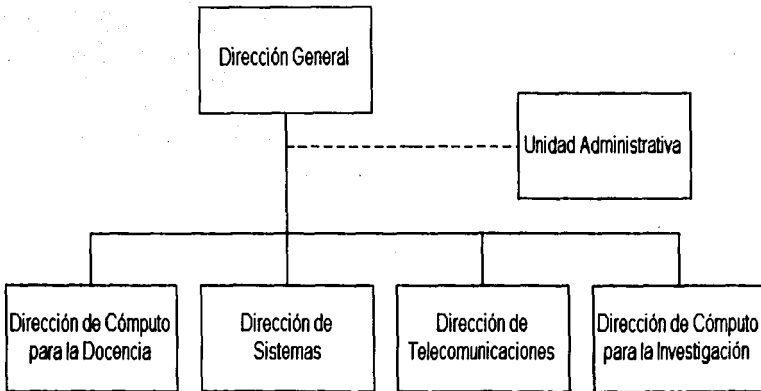 Dirección General
Unidad Administrativa
Dirección de Cómputo
para la Docencia
Dirección de
Sistemas
Dirección de
Telecomunicaciones
Dirección de Cómputo
para la Investigación